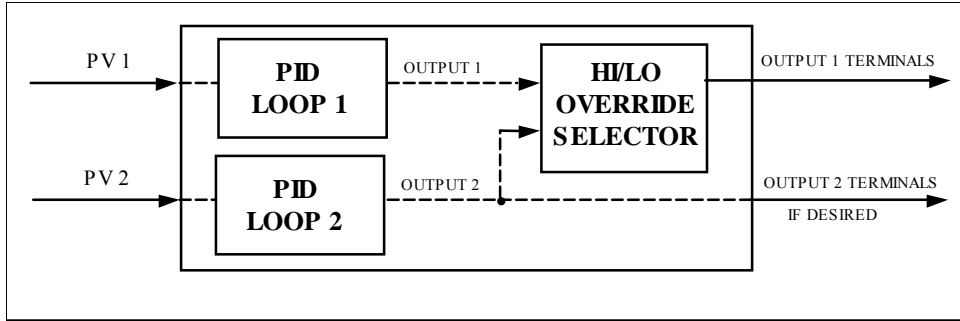 PV 1
PID
LOOP 1
OUTPUT 1
HI/LO
OVERRIDE
SELECTOR
OUTPUT 1 TERMINALS
PV 2
PID
LOOP 2
OUTPUT 2
OUTPUT 2 TERMINALS
IF DESIRED